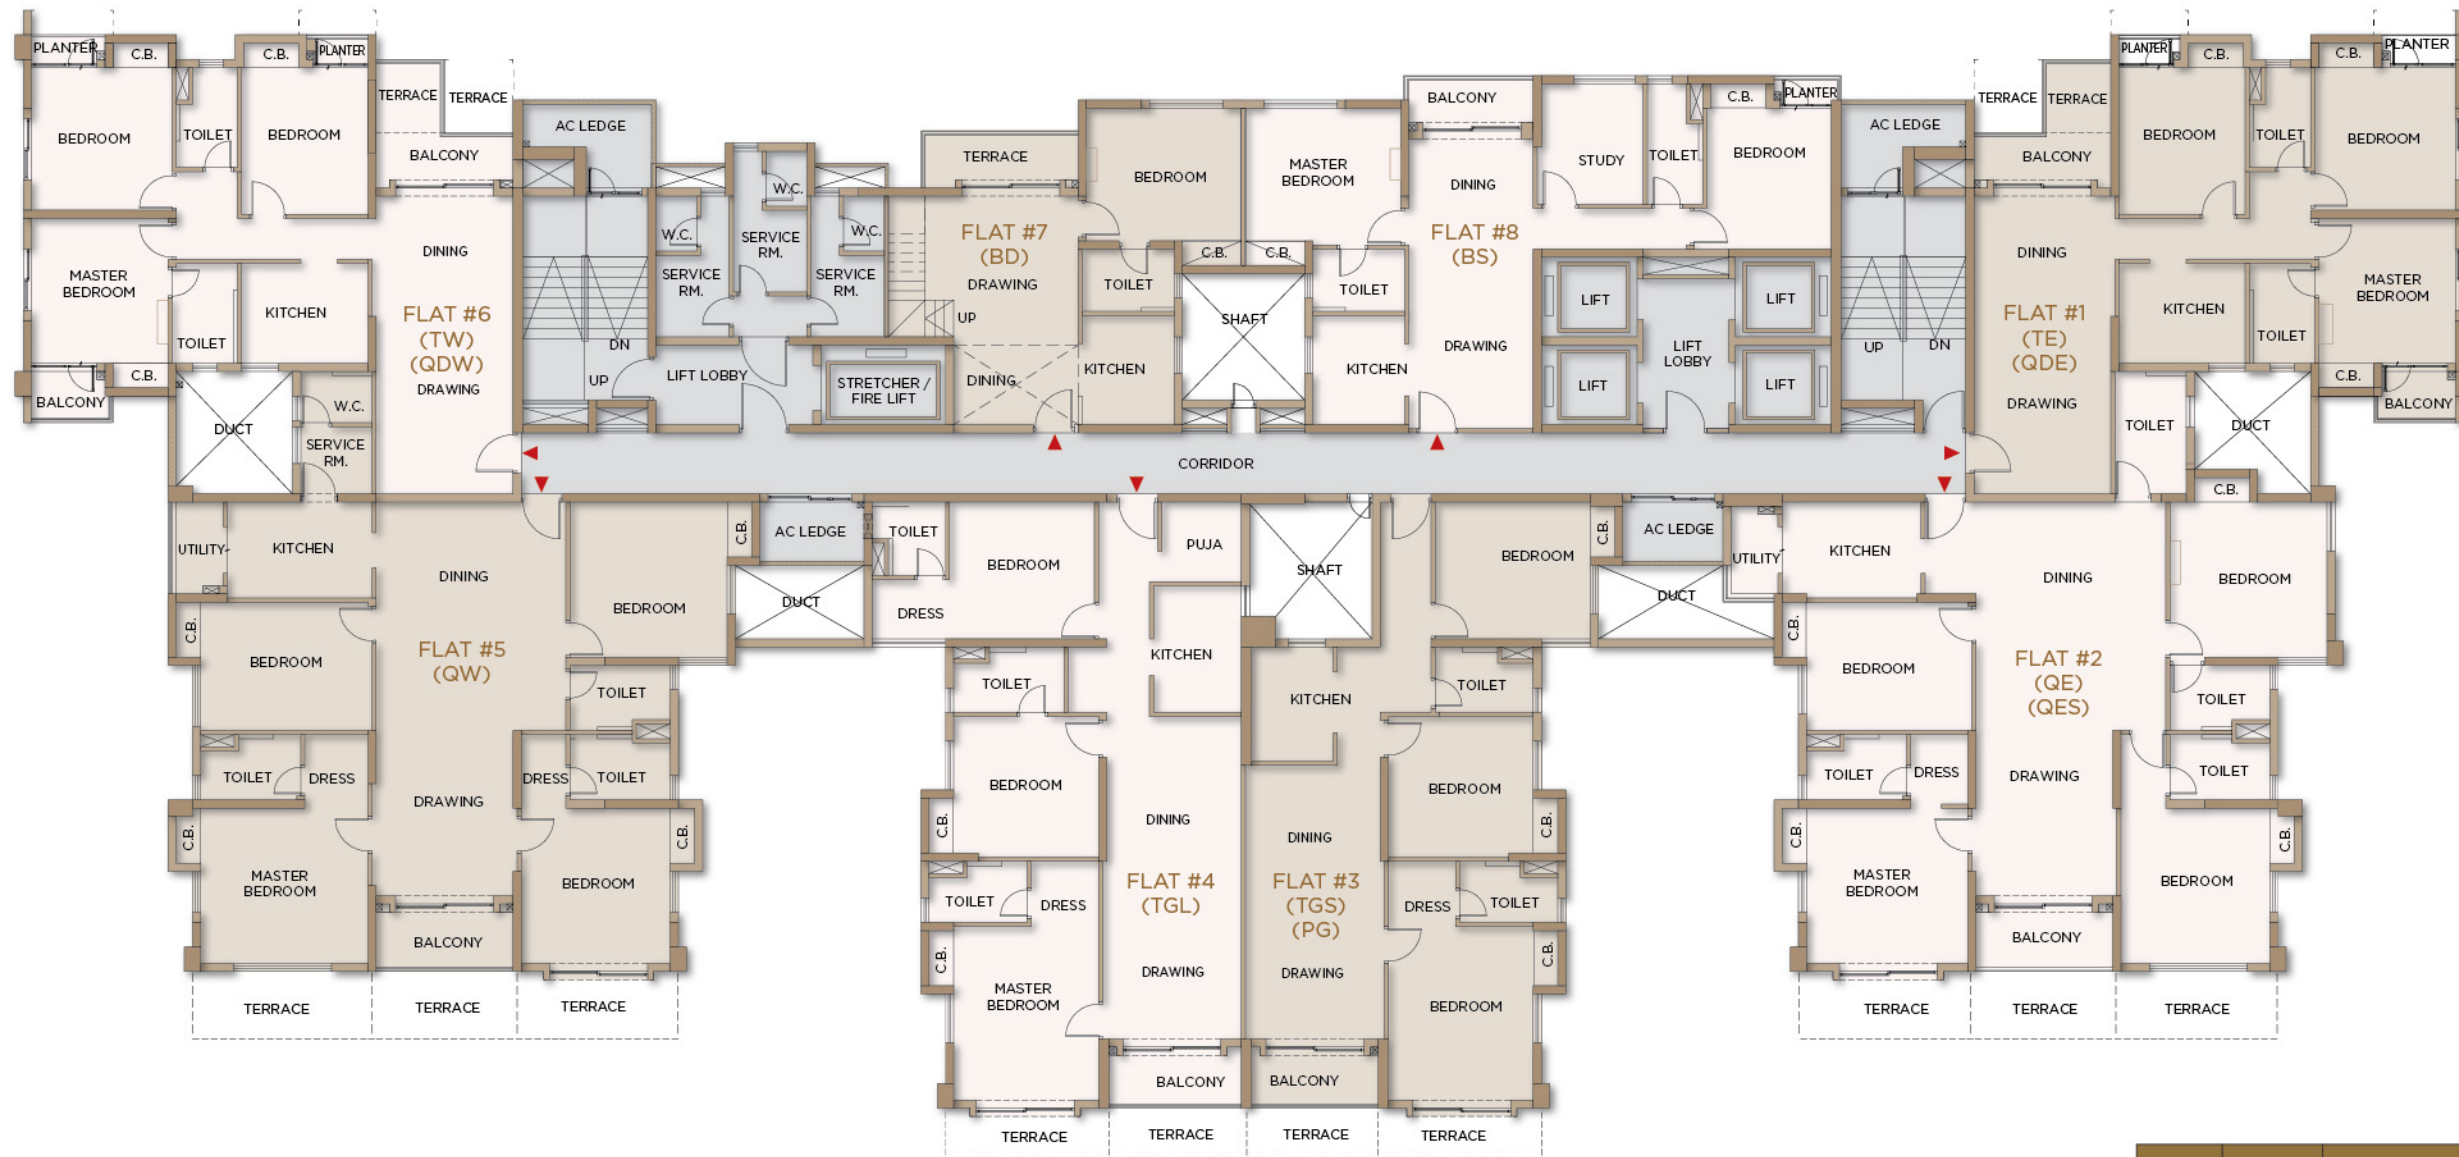 PLANTER
C.B.
C.B.
PLANTER
TERRACE
TERRACE
BEDROOM
TOILET
BEDROOM
BALCONY
MASTER
BEDROOM
TOILET
KITCHEN
DINING
FLAT #6
(TW)
(QDW)
DRAWING
C.B.
BALCONY
DUCT
W.C.
SERVICE
RM.
AC LEDGE
DN
UP
W.C.
SERVICE
RM.
W.C.
SERVICE
RM.
W.C.
SERVICE
RM.
LIFT LOBBY
STRETCHER /
FIRE LIFT
TERRACE
FLAT #7
(BD)
DRAWING
UP
DINING
BEDROOM
C.B.
TOILET
KITCHEN
SHAFT
MASTER
BEDROOM
C.B.
TOILET
KITCHEN
BALCONY
DINING
FLAT #8
(BS)
DRAWING
STUDY
TOILET
C.B.
PLANTER
BEDROOM
LIFT
LIFT
LIFT
LOBBY
LIFT
LIFT
AC LEDGE
UP
DN
TERRACE
TERRACE
BALCONY
DINING
FLAT #1
(TE)
(QDE)
DRAWING
PLANTER
C.B.
C.B.
PLANTER
BEDROOM
TOILET
BEDROOM
KITCHEN
TOILET
MASTER
BEDROOM
C.B.
BALCONY
TOILET
DUCT
CORRIDOR
UTILITY
KITCHEN
DINING
C.B.
BEDROOM
FLAT #5
(QW)
BEDROOM
C.B.
TOILET
TOILET
DRESS
DRAWING
DRESS
TOILET
C.B.
MASTER
BEDROOM
BEDROOM
C.B.
BALCONY
TERRACE
TERRACE
TERRACE
AC LEDGE
DUCT
TOILET
BEDROOM
DRESS
PUJA
KITCHEN
TOILET
BEDROOM
C.B.
DINING
FLAT #4
(TGL)
TOILET
DRESS
C.B.
MASTER
BEDROOM
DRAWING
BALCONY
TERRACE
TERRACE
SHAFT
KITCHEN
BEDROOM
C.B.
TOILET
BEDROOM
C.B.
DINING
FLAT #3
(TGS)
(PG)
DRESS
TOILET
DRAWING
C.B.
BEDROOM
BALCONY
TERRACE
TERRACE
AC LEDGE
DUCT
UTILITY
KITCHEN
DINING
C.B.
BEDROOM
C.B.
BEDROOM
FLAT #2
(QE)
(QES)
TOILET
TOILET
DRESS
DRAWING
TOILET
C.B.
MASTER
BEDROOM
BEDROOM
C.B.
BALCONY
TERRACE
TERRACE
TERRACE